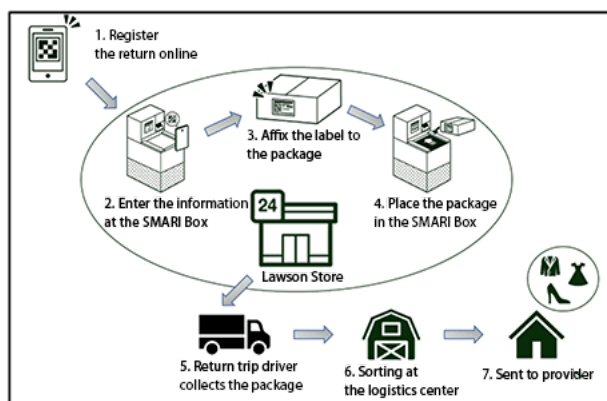 1. Register
the return online
2. Enter the information
at the SMARI Box
3. Affix the label to
the package
4. Place the package
in the SMARI Box
24
Lawson Store
5. Return trip driver
collects the package
6. Sorting at
the logistics center
7. Sent to provider